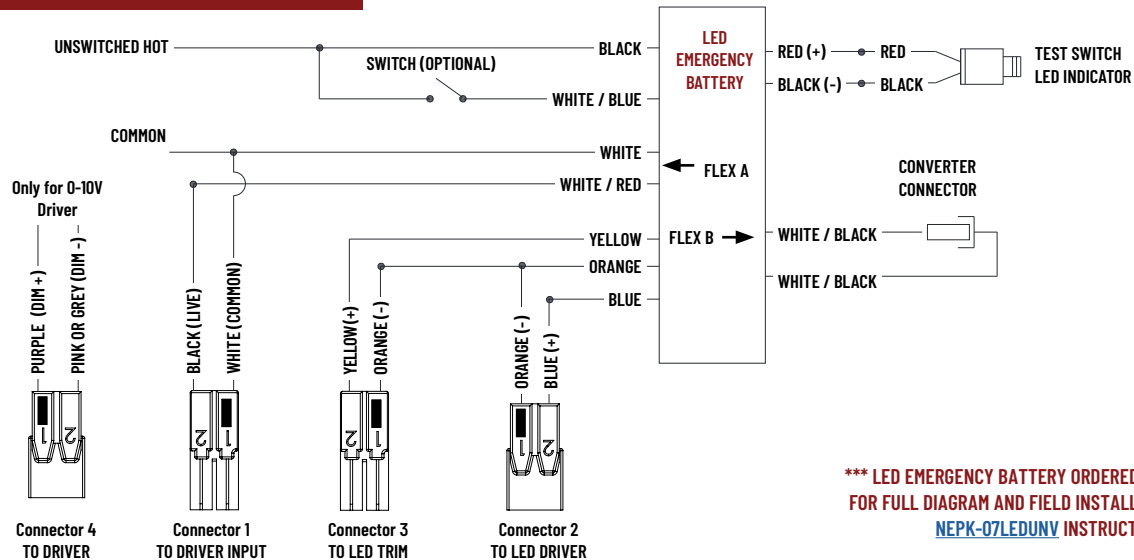 UNSWITCHED HOT
SWITCH (OPTIONAL)
BLACK
WHITE / BLUE
LED
EMERGENCY
BATTERY
RED (+)
RED
BLACK (-)
BLACK
TEST SWITCH
LED INDICATOR
COMMON
WHITE
WHITE / RED
FLEX A
CONVERTER
CONNECTOR
Only for 0-10V
Driver
YELLOW
ORANGE
BLUE
FLEX B
WHITE / BLACK
WHITE / BLACK
PURPLE (DIM +)
PINK OR GREY (DIM -)
BLACK (LIVE)
WHITE (COMMON)
YELLOW (+)
ORANGE (-)
ORANGE (-)
BLUE (+)
1
2
2
1
2
1
1
2
Connector 4
TO DRIVER
Connector 1
TO DRIVER INPUT
Connector 3
TO LED TRIM
Connector 2
TO LED DRIVER
*** LED EMERGENCY BATTERY ORDERED
FOR FULL DIAGRAM AND FIELD INSTALL
NEPK-07LEDUNV INSTRUCT